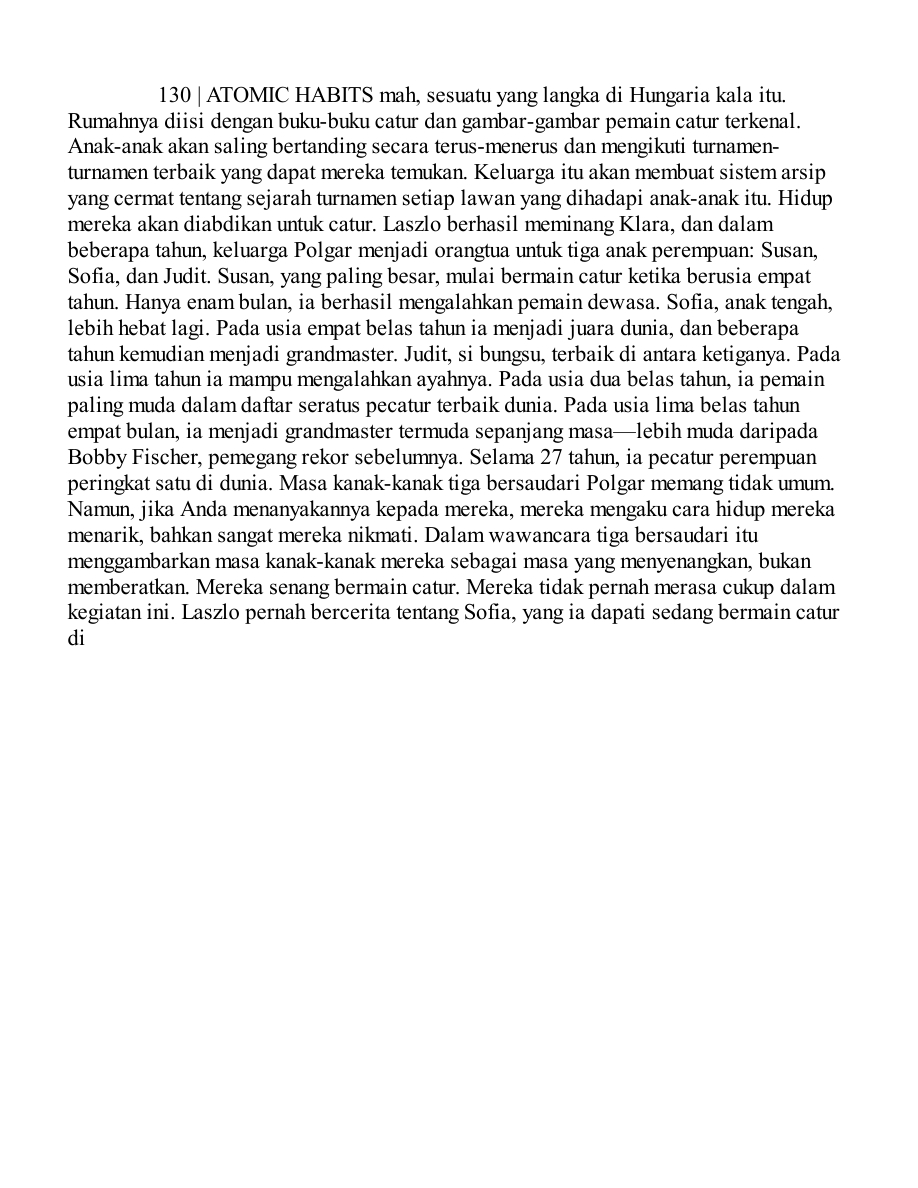 130 | ATOMIC HABITS mah, sesuatu yang langka di Hungaria kala itu.
Rumahnya diisi dengan buku-buku catur dan gambar-gambar pemain catur terkenal.
Anak-anak akan saling bertanding secara terus-menerus dan mengikuti turnamen-
turnamen terbaik yang dapat mereka temukan. Keluarga itu akan membuat sistem arsip
yang cermat tentang sejarah turnamen setiap lawan yang dihadapi anak-anak itu. Hidup
mereka akan diabdikan untuk catur. Laszlo berhasil meminang Klara, dan dalam
beberapa tahun, keluarga Polgar menjadi orangtua untuk tiga anak perempuan: Susan,
Sofia, dan Judit. Susan, yang paling besar, mulai bermain catur ketika berusia empat
tahun. Hanya enam bulan, ia berhasil mengalahkan pemain dewasa. Sofia, anak tengah,
lebih hebat lagi. Pada usia empat belas tahun ia menjadi juara dunia, dan beberapa
tahun kemudian menjadi grandmaster. Judit, si bungsu, terbaik di antara ketiganya. Pada
usia lima tahun ia mampu mengalahkan ayahnya. Pada usia dua belas tahun, ia pemain
paling muda dalam daftar seratus pecatur terbaik dunia. Pada usia lima belas tahun
empat bulan, ia menjadi grandmaster termuda sepanjang masa—lebih muda daripada
Bobby Fischer, pemegang rekor sebelumnya. Selama 27 tahun, ia pecatur perempuan
peringkat satu di dunia. Masa kanak-kanak tiga bersaudari Polgar memang tidak umum.
Namun, jika Anda menanyakannya kepada mereka, mereka mengaku cara hidup mereka
menarik, bahkan sangat mereka nikmati. Dalam wawancara tiga bersaudari itu
menggambarkan masa kanak-kanak mereka sebagai masa yang menyenangkan, bukan
memberatkan. Mereka senang bermain catur. Mereka tidak pernah merasa cukup dalam
kegiatan ini. Laszlo pernah bercerita tentang Sofia, yang ia dapati sedang bermain catur
di